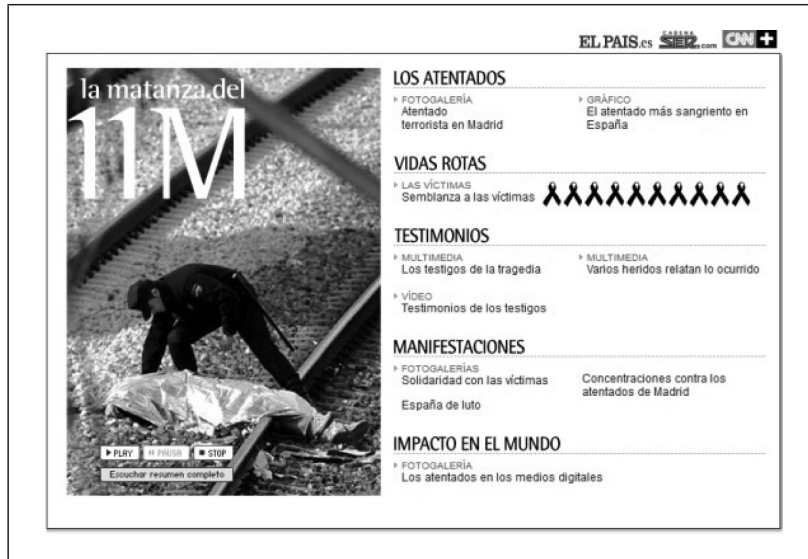 EL PAIS.es CADENA SER.com CNN+
la matanza del
11M
LOS ATENTADOS
FOTOGALERÍA
Atentado
terrorista en Madrid
GRÁFICO
El atentado más sangriento en
España
VIDAS ROTAS
LAS VÍCTIMAS
Semblanza a las víctimas
TESTIMONIOS
MULTIMEDIA
Los testigos de la tragedia
MULTIMEDIA
Varios heridos relatan lo ocurrido
VÍDEO
Testimonios de los testigos
MANIFESTACIONES
FOTOGALERÍAS
Solidaridad con las víctimas
Concentraciones contra los
atentados de Madrid
España de luto
IMPACTO EN EL MUNDO
FOTOGALERÍA
Los atentados en los medios digitales
PLAY PAUSA STOP
Escuchar resumen completo